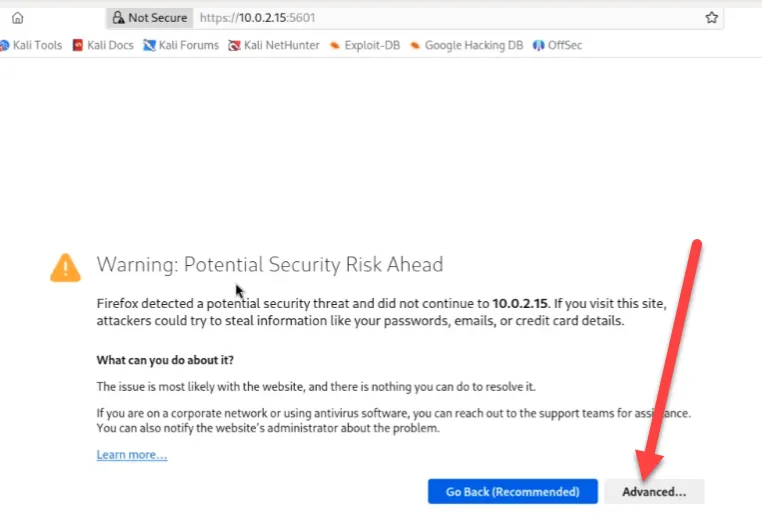 Not Secure https://10.0.2.15:5601
Kali Tools Kali Docs Kali Forums Kali NetHunter Exploit-DB Google Hacking DB OffSec
Warning: Potential Security Risk Ahead
Firefox detected a potential security threat and did not continue to 10.0.2.15. If you visit this site,
attackers could try to steal information like your passwords, emails, or credit card details.
What can you do about it?
The issue is most likely with the website, and there is nothing you can do to resolve it.
If you are on a corporate network or using antivirus software, you can reach out to the support teams for assistance.
You can also notify the website's administrator about the problem.
Learn more...
Go Back (Recommended) Advanced...